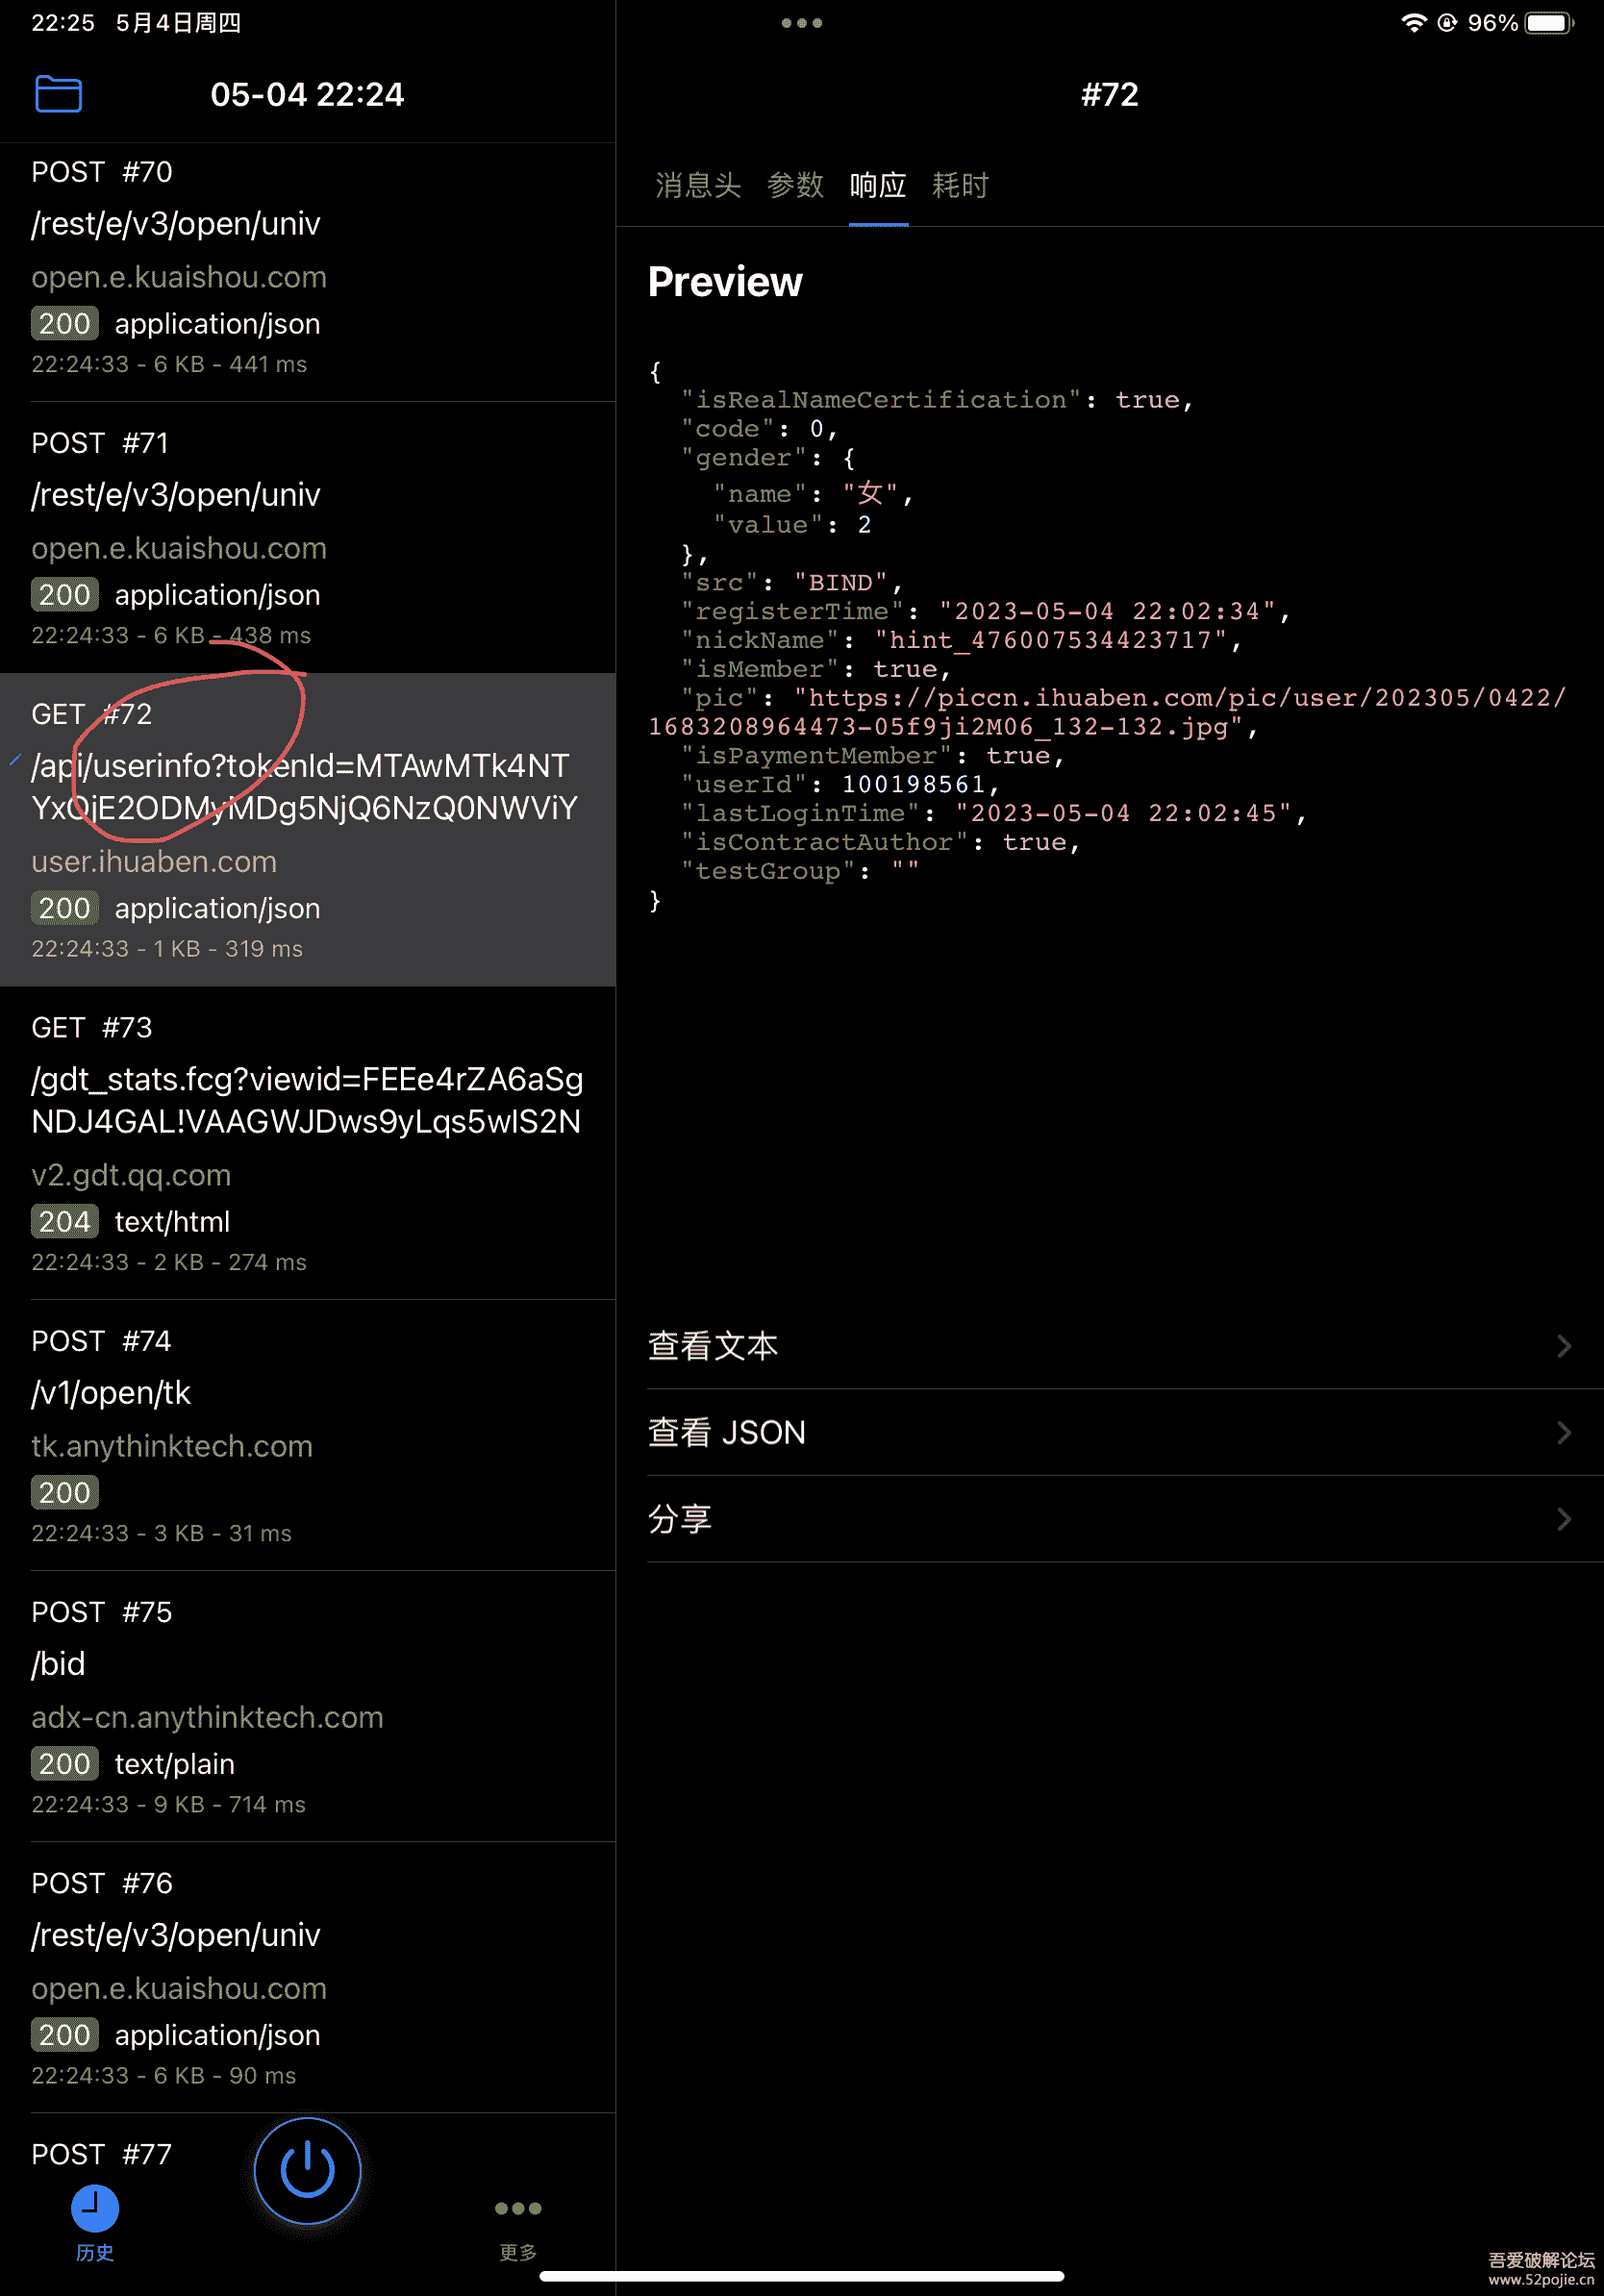 22:25 5月4日周四
96%
05-04 22:24
POST #70
/rest/e/v3/open/univ
open.e.kuaishou.com
200 application/json
22:24:33 - 6 KB - 441 ms
POST #71
/rest/e/v3/open/univ
open.e.kuaishou.com
200 application/json
22:24:33 - 6 KB - 438 ms
GET #72
/api/userinfo?tokenId=MTAwMTk4NT
YxOjE2ODMyMDg5NjQ6NzQ0NWViY
user.ihuaben.com
200 application/json
22:24:33 - 1 KB - 319 ms
GET #73
/gdt_stats.fcg?viewid=FEEe4rZA6aSg
NDJ4GAL!VAAGWJDws9yLqs5wIS2N
v2.gdt.qq.com
204 text/html
22:24:33 - 2 KB - 274 ms
POST #74
/v1/open/tk
tk.anythinktech.com
200
22:24:33 - 3 KB - 31 ms
POST #75
/bid
adx-cn.anythinktech.com
200 text/plain
22:24:33 - 9 KB - 714 ms
POST #76
/rest/e/v3/open/univ
open.e.kuaishou.com
200 application/json
22:24:33 - 6 KB - 90 ms
POST #77
历史
更多
#72
消息头 参数 响应 耗时
Preview
{
"isRealNameCertification": true,
"code": 0,
"gender": {
"name": "女",
"value": 2
},
"src": "BIND",
"registerTime": "2023-05-04 22:02:34",
"nickName": "hint_476007534423717",
"isMember": true,
"pic": "https://piccn.ihuaben.com/pic/user/202305/0422/
1683208964473-05f9ji2M06_132-132.jpg",
"isPaymentMember": true,
"userId": 100198561,
"lastLoginTime": "2023-05-04 22:02:45",
"isContractAuthor": true,
"testGroup": ""
}
查看文本
查看 JSON
分享
吾爱破解论坛
www.52pojie.cn